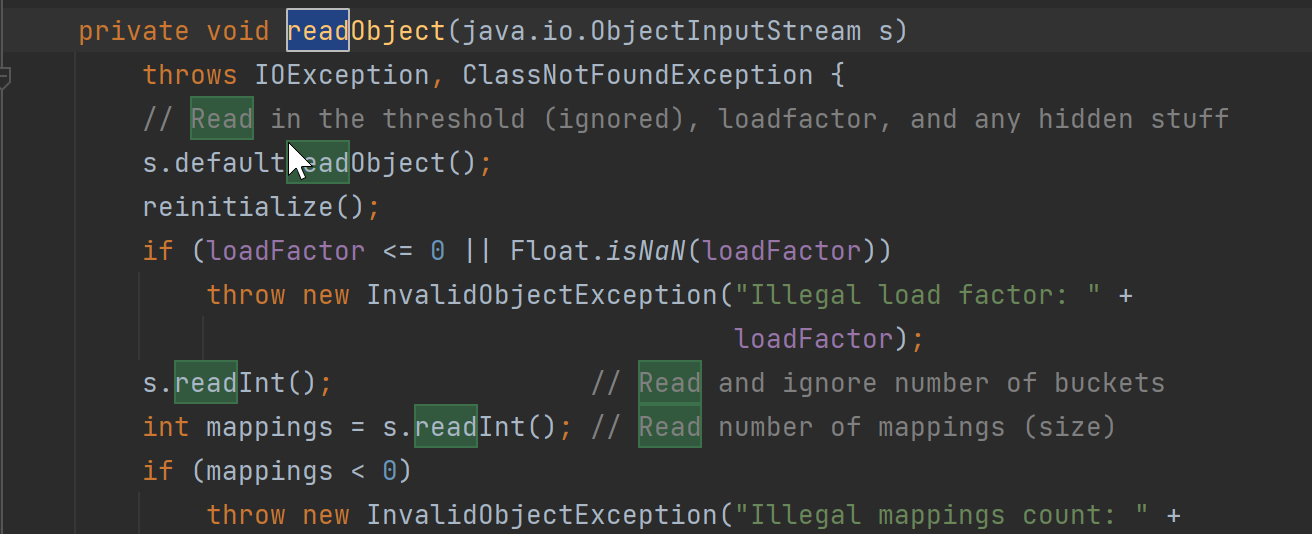 private void readObject(java.io.ObjectInputStream s)
throws IOException, ClassNotFoundException {
// Read in the threshold (ignored), loadfactor, and any hidden stuff
s.defaultReadObject();
reinitialize();
if (loadFactor <= 0 || Float.isNaN(loadFactor))
throw new InvalidObjectException("Illegal load factor: " +
loadFactor);
s.readInt(); // Read and ignore number of buckets
int mappings = s.readInt(); // Read number of mappings (size)
if (mappings < 0)
throw new InvalidObjectException("Illegal mappings count: " +